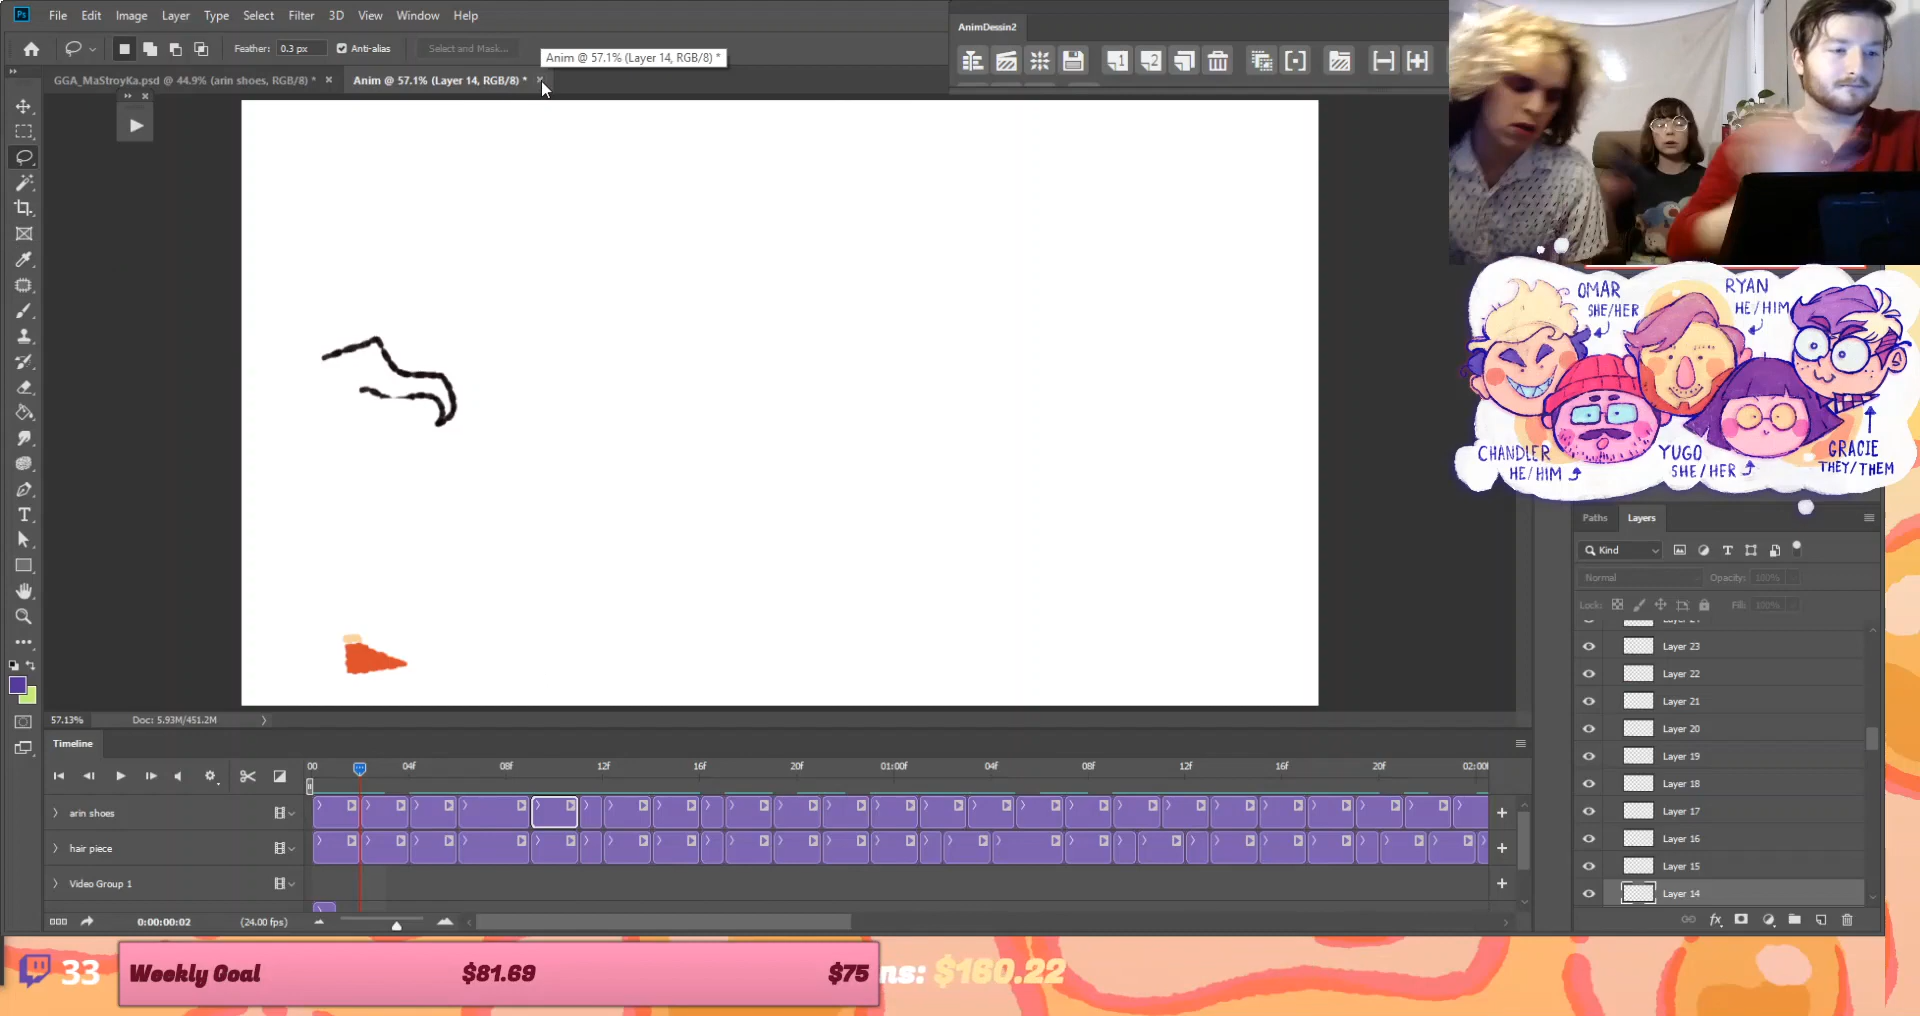 Ps File Edit Image Layer Type Select Filter 3D View Window Help
AnimDessin2
Feather: 0.3 px Anti-alias Select and Mask...
Anim @ 57.1% (Layer 14, RGB/8) *
GGA_MaStroyKa.psd @ 44.9% (arin shoes, RGB/8) * × Anim @ 57.1% (Layer 14, RGB/8) * ×
1 2
OMAR
SHE/HER
RYAN
HE/HIM
CHANDLER
HE/HIM
YUGO
SHE/HER
GRACIE
THEY/THEM
Paths Layers
Kind
Normal Opacity: 100%
Lock: Fill: 100%
Layer 23
Layer 22
Layer 21
Layer 20
Layer 19
Layer 18
Layer 17
Layer 16
Layer 15
Layer 14
57.13% Doc: 5.93M/451.2M
Timeline
00 04f 08f 12f 16f 20f 01:00f 04f 08f 12f 16f 20f 02:00f
arin shoes
hair piece
Video Group 1
0:00:00:02 (24.00 fps)
33 Weekly Goal $81.69 $75 ns: $160.22